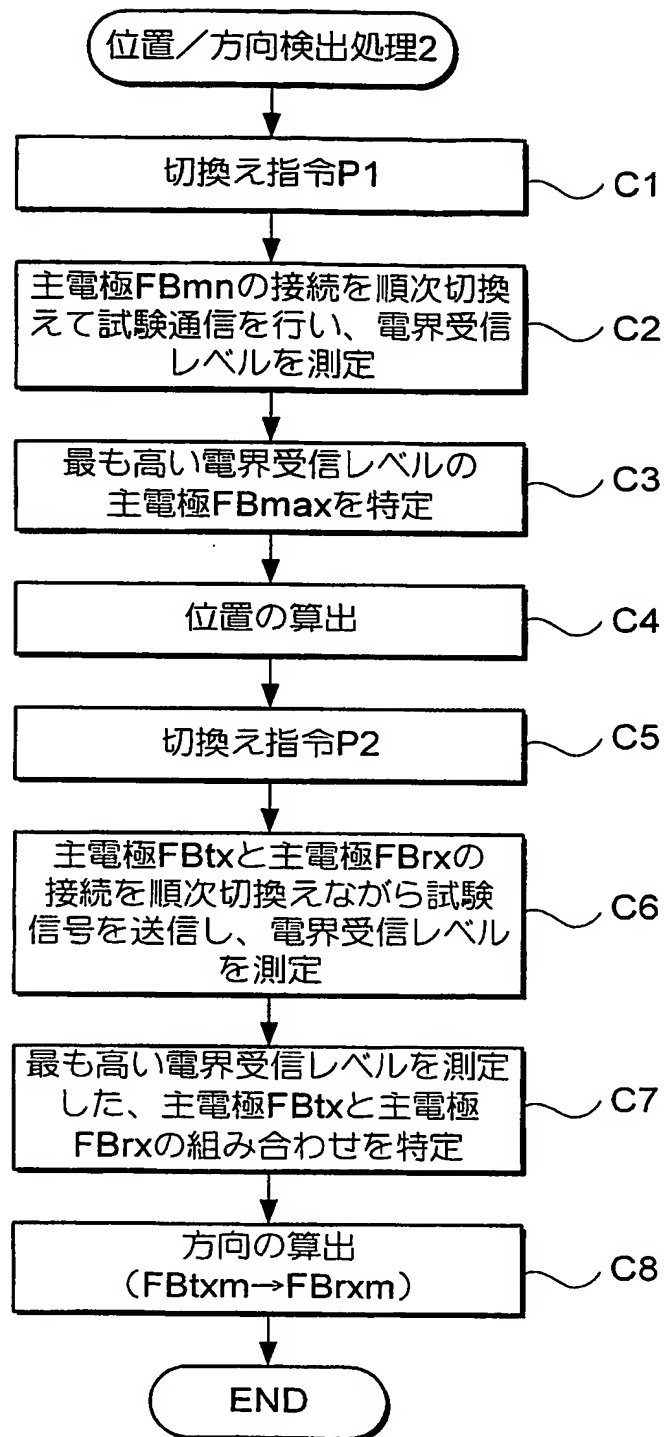 位置／方向検出処理2
切換え指令P1
C1
主電極FBmnの接続を順次切換
えて試験通信を行い、電界受信
レベルを測定
C2
最も高い電界受信レベルの
主電極FBmaxを特定
C3
位置の算出
C4
切換え指令P2
C5
主電極FBtxと主電極FBrxの
接続を順次切換えながら試験
信号を送信し、電界受信レベル
を測定
C6
最も高い電界受信レベルを測定
した、主電極FBtxと主電極
FBrxの組み合わせを特定
C7
方向の算出
（FBtxm→FBrxm）
C8
END